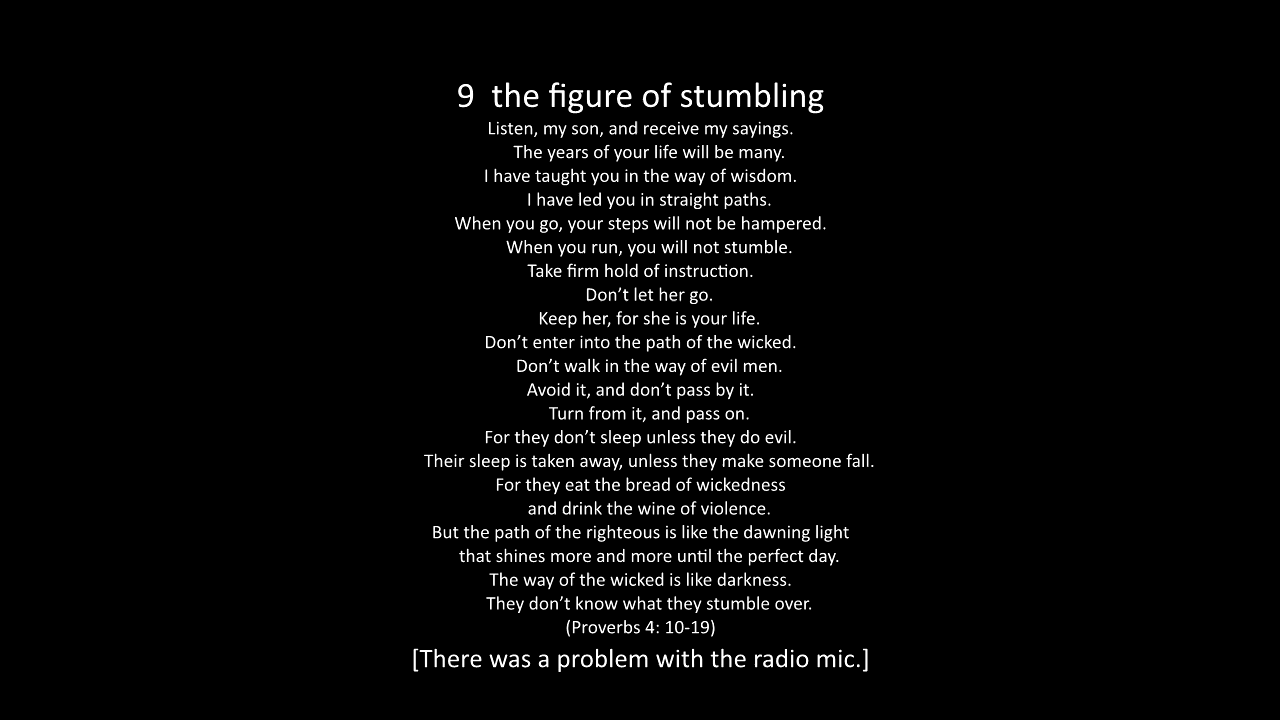 9  the figure of stumbling
Listen, my son, and receive my sayings.
The years of your life will be many.
I have taught you in the way of wisdom.
I have led you in straight paths.
When you go, your steps will not be hampered.
When you run, you will not stumble.
Take firm hold of instruction.
Don’t let her go.
Keep her, for she is your life.
Don’t enter into the path of the wicked.
Don’t walk in the way of evil men.
Avoid it, and don’t pass by it.
Turn from it, and pass on.
For they don’t sleep unless they do evil.
Their sleep is taken away, unless they make someone fall.
For they eat the bread of wickedness
and drink the wine of violence.
But the path of the righteous is like the dawning light
that shines more and more until the perfect day.
The way of the wicked is like darkness.
They don’t know what they stumble over.
(Proverbs 4: 10-19)
[There was a problem with the radio mic.]